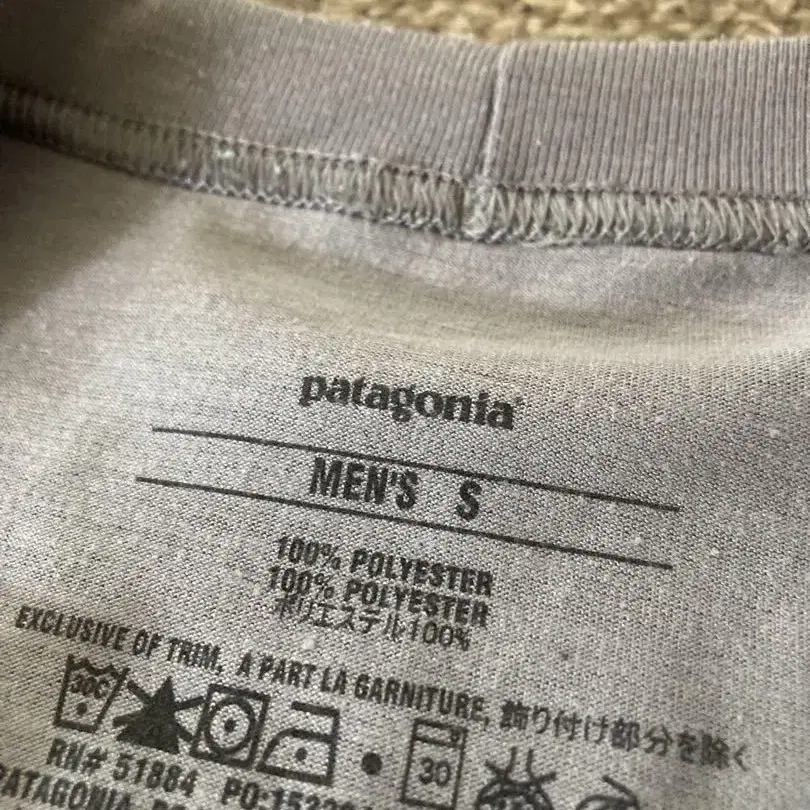 patagonia
MEN'S S
100% POLYESTER
100% POLYESTER
ポリエステル100%
EXCLUSIVE OF TRIM, A PART LA GARNITURE, 飾り付け部分を除く
30C
30
RN# 51884
PATAGONIA,